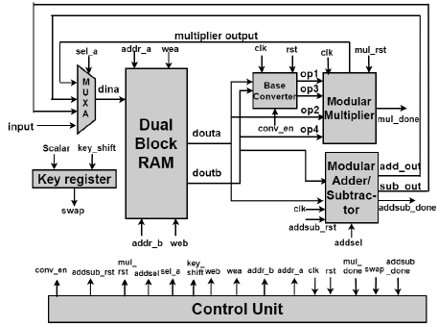 multiplier output
sel_a
addr_a
wea
clk
rst
clk
mul_rst
MUXA
dina
input
Dual
Block
RAM
douta
doutb
Base
Converter
conv_en
op1
op3
op2
op4
Modular
Multiplier
mul_done
Scalar
key_shift
Key register
swap
Modular
Adder/
Subtrac-
tor
add_out
sub_out
clk
addsub_rst
addsub_done
addsel
addr_b
web
conv_en
addsub_rst
mul_
rst
addsel
sel_a
key_
shift
web
wea
addr_b
addr_a
clk
rst
mul_
done
swap
addsub_
done
Control Unit